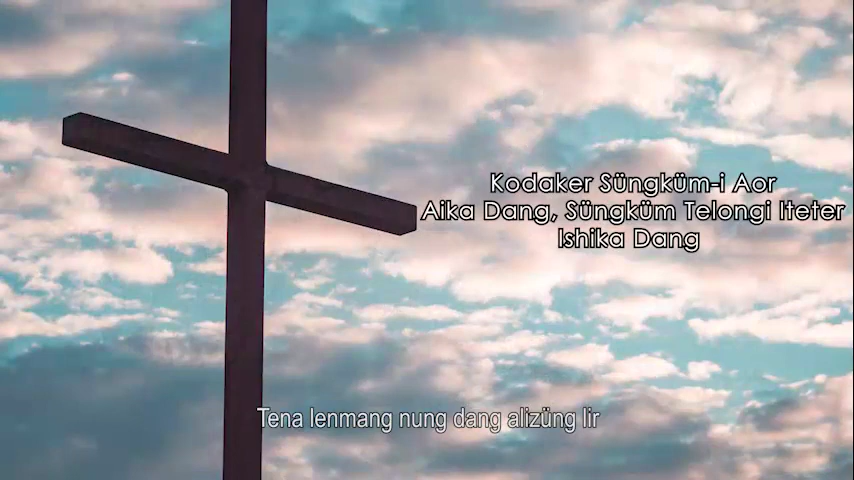 Kodaker Süngküm-i Aor
Aika Dang, Süngküm Telongi Iteter
Ishika Dang
Tena lenmang nung dang alizüng lir